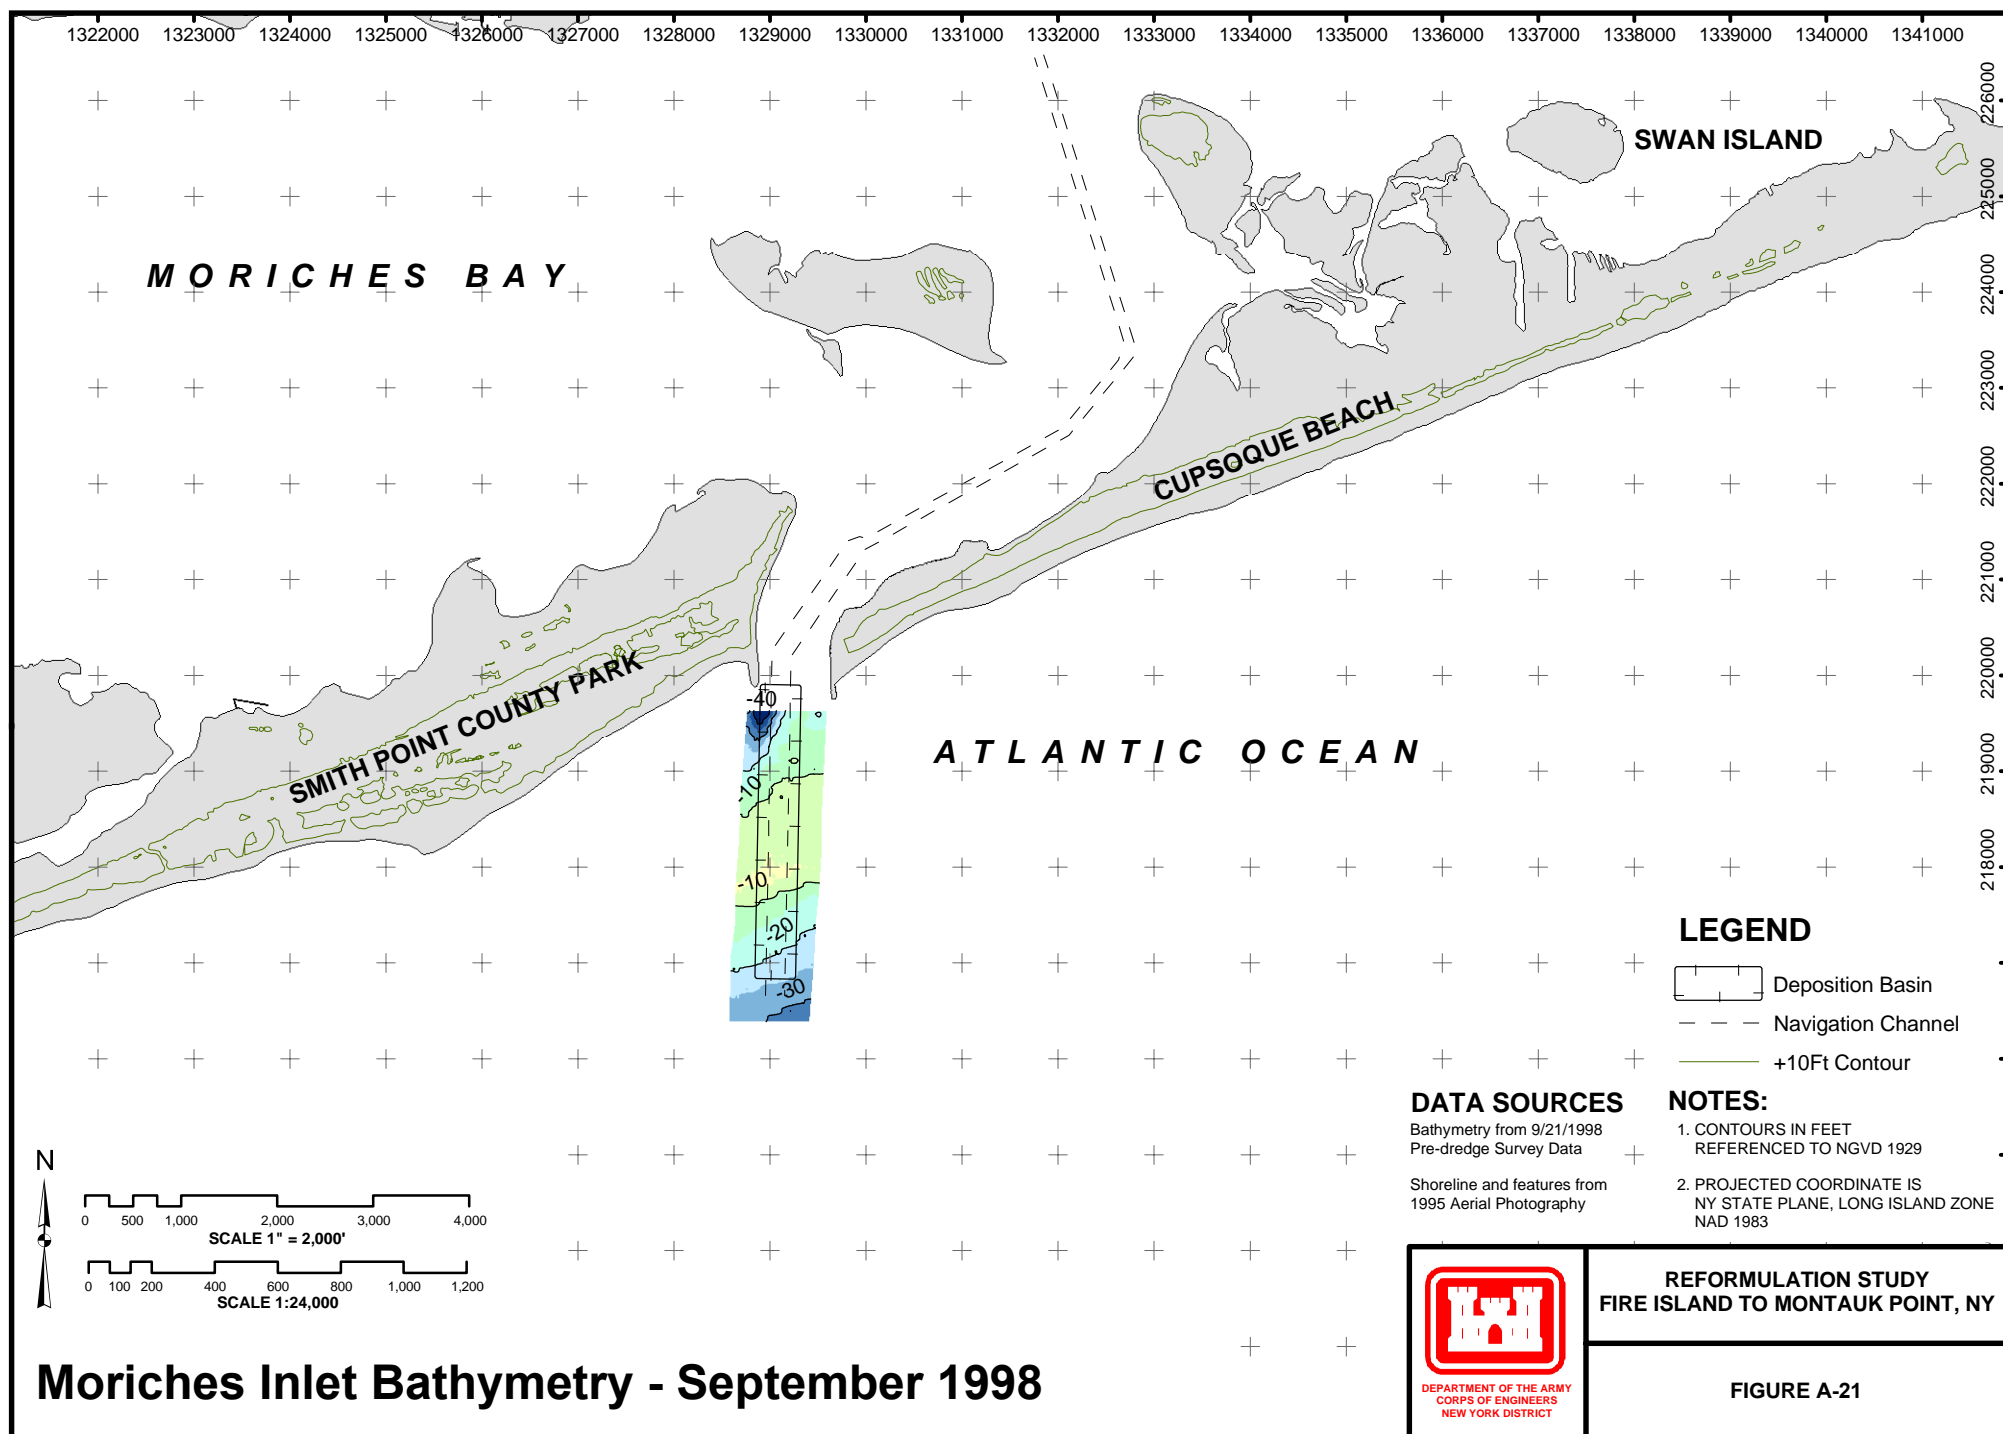 1322000 1323000 1324000 1325000 1326000 1327000 1328000 1329000 1330000 1331000 1332000 1333000 1334000 1335000 1336000 1337000 1338000 1339000 1340000 1341000
226000
225000
224000
223000
222000
221000
220000
219000
218000
SWAN ISLAND
MORICHES BAY
CUPSOQUE BEACH
SMITH POINT COUNTY PARK
ATLANTIC OCEAN
-40
-10
-10
-20
-30
LEGEND
Deposition Basin
Navigation Channel
+10Ft Contour
DATA SOURCES
Bathymetry from 9/21/1998
Pre-dredge Survey Data
Shoreline and features from
1995 Aerial Photography
NOTES:
1. CONTOURS IN FEET
REFERENCED TO NGVD 1929
2. PROJECTED COORDINATE IS
NY STATE PLANE, LONG ISLAND ZONE
NAD 1983
N
0 500 1,000 2,000 3,000 4,000
SCALE 1" = 2,000'
0 100 200 400 600 800 1,000 1,200
SCALE 1:24,000
Moriches Inlet Bathymetry - September 1998
DEPARTMENT OF THE ARMY
CORPS OF ENGINEERS
NEW YORK DISTRICT
REFORMULATION STUDY
FIRE ISLAND TO MONTAUK POINT, NY
FIGURE A-21